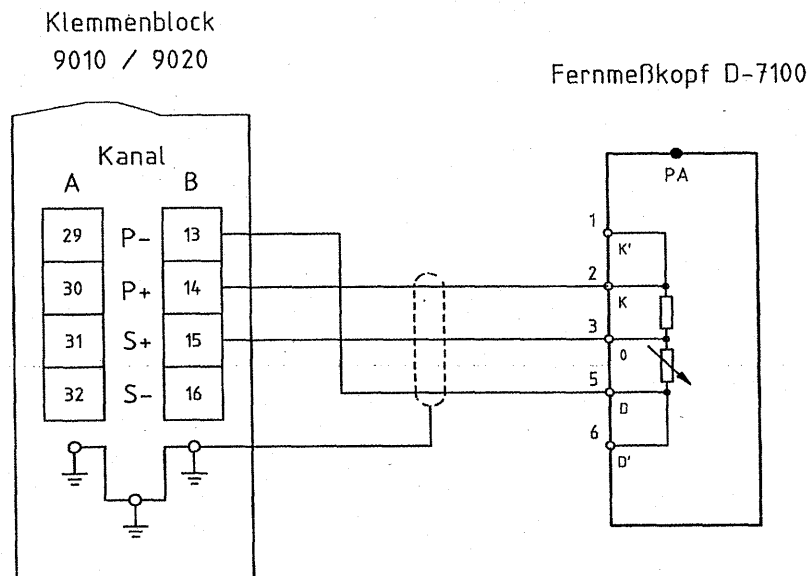 Klemmenblock
9010 / 9020
Fernmeßkopf D-7100
Kanal
A B
29 P- 13
30 P+ 14
31 S+ 15
32 S- 16
PA
1
K'
2
K
3
0
5
D
6
D'